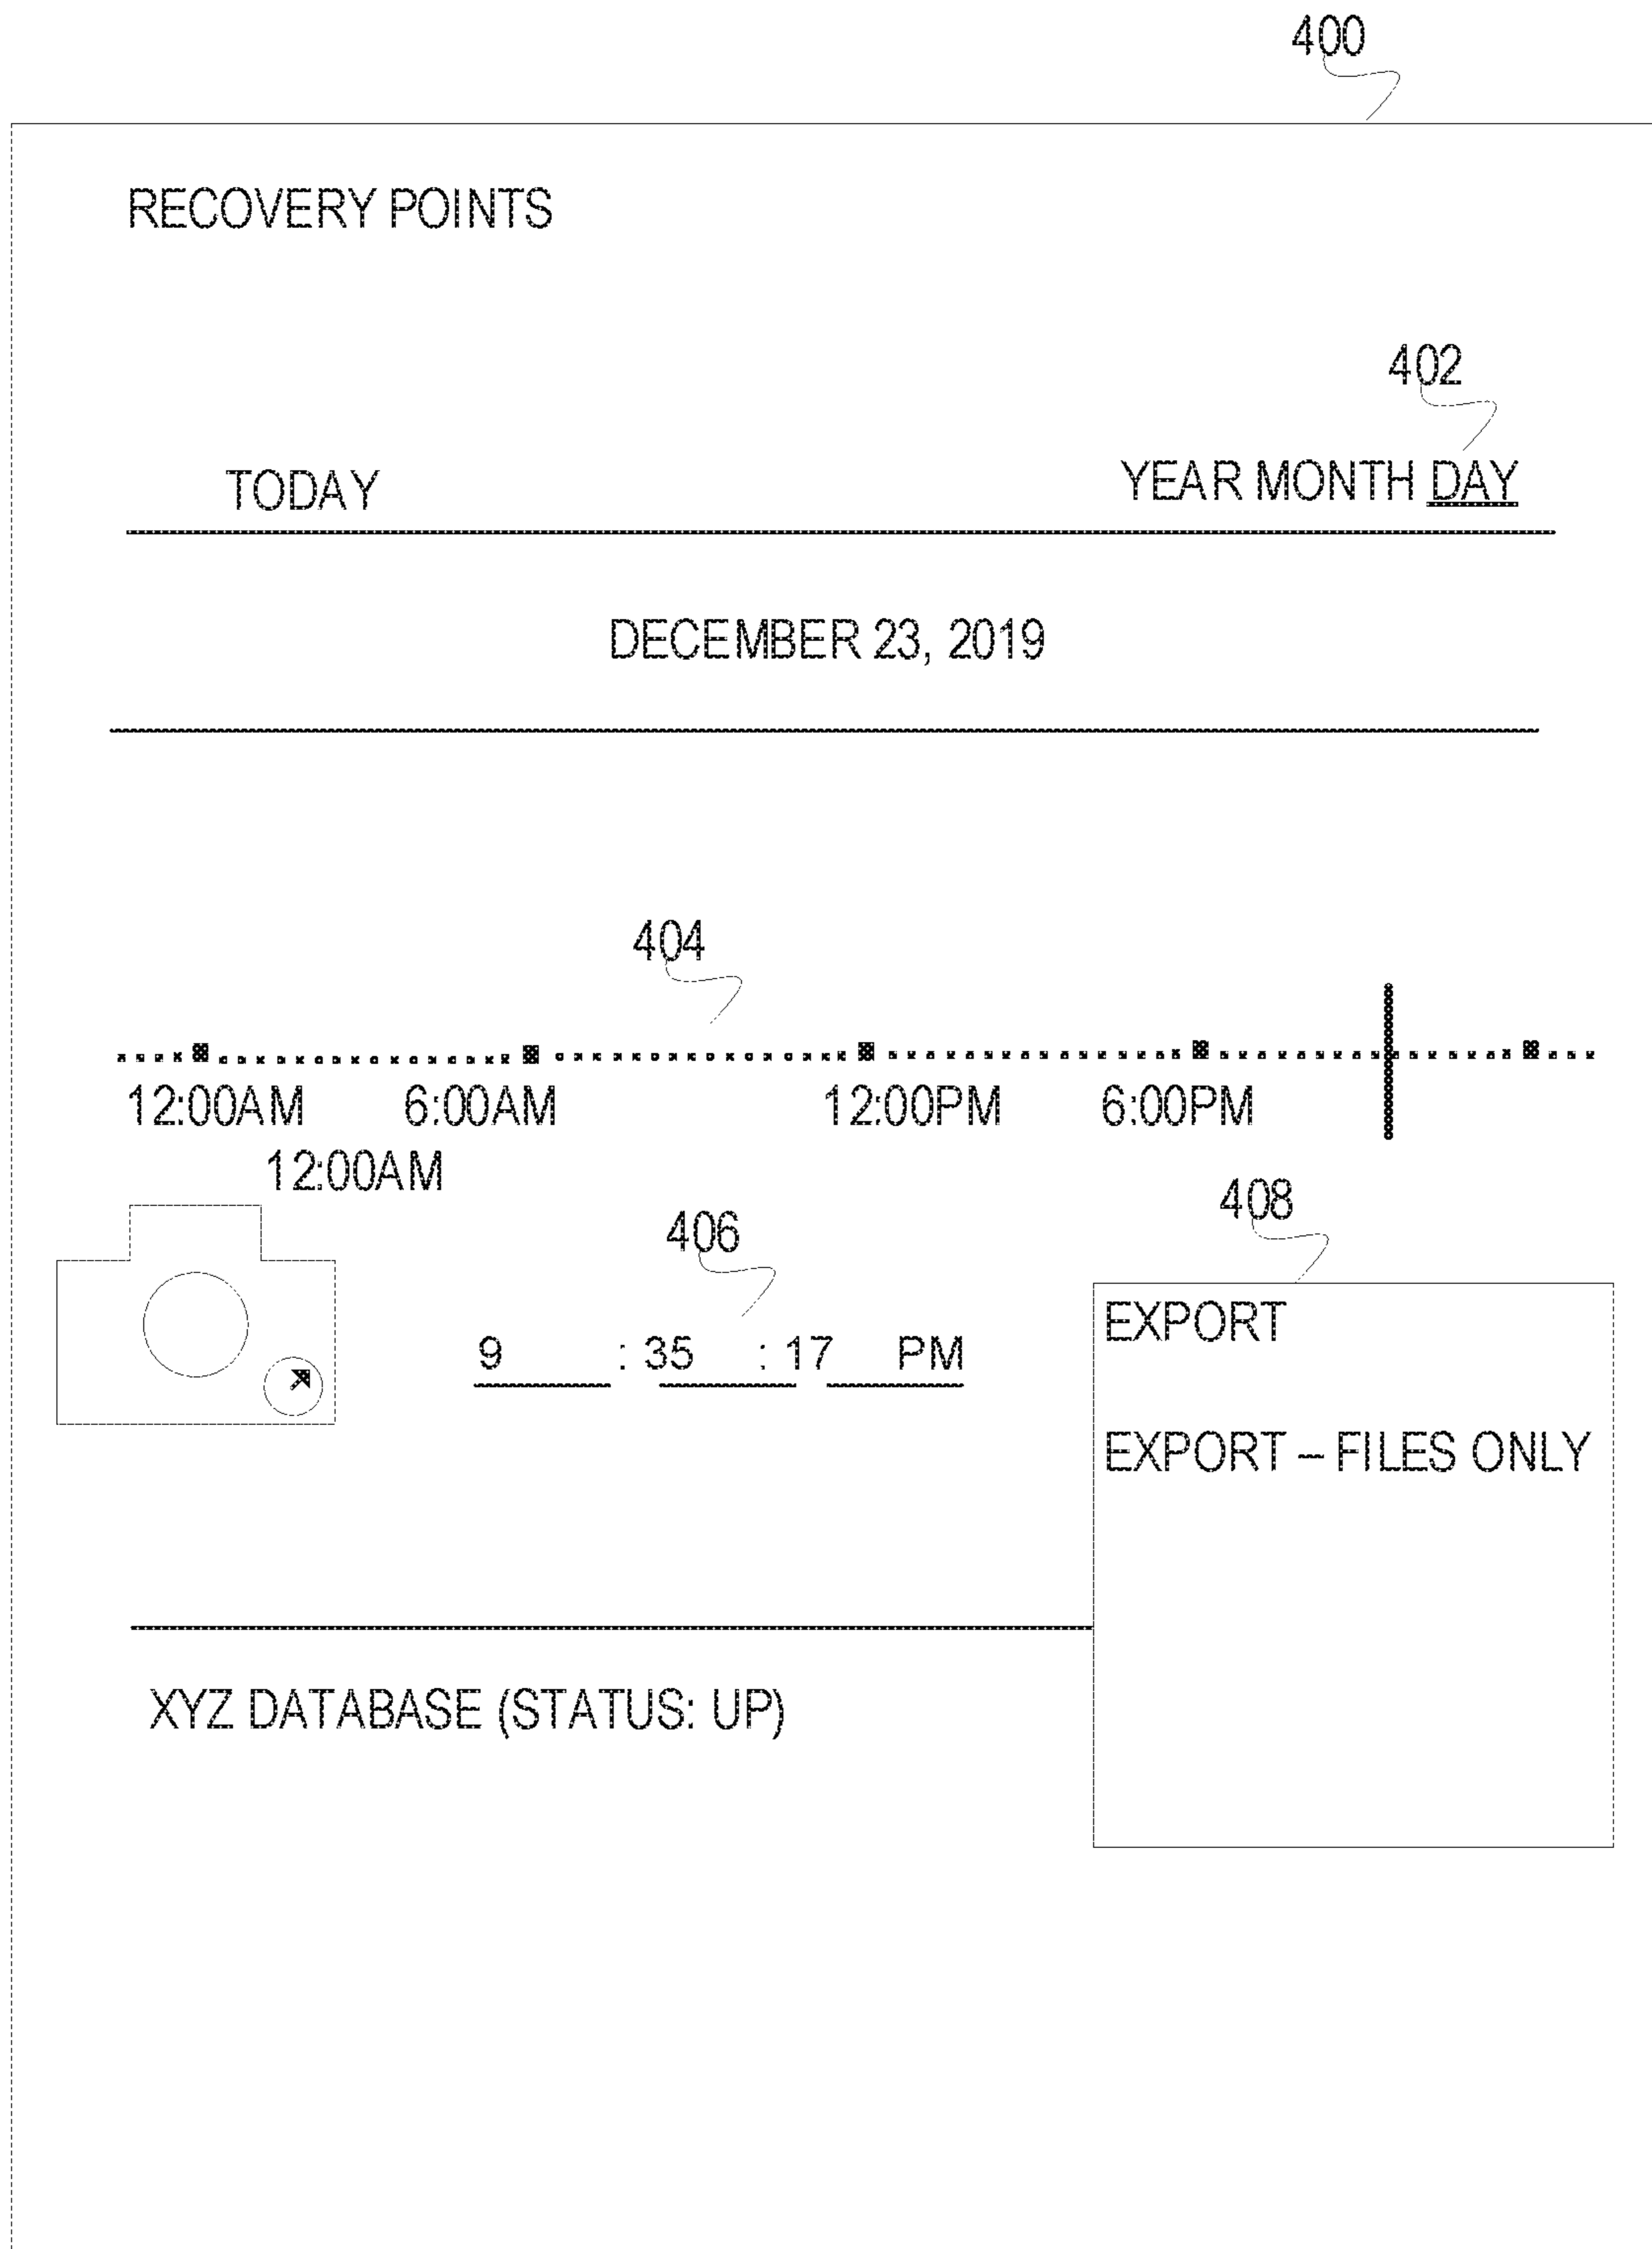 400
RECOVERY POINTS
402
TODAY YEAR MONTH DAY
DECEMBER 23, 2019
404
12:00AM 6:00AM 12:00PM 6:00PM
12:00AM
406
408
9 : 35 : 17 PM
EXPORT
EXPORT – FILES ONLY
XYZ DATABASE (STATUS: UP)